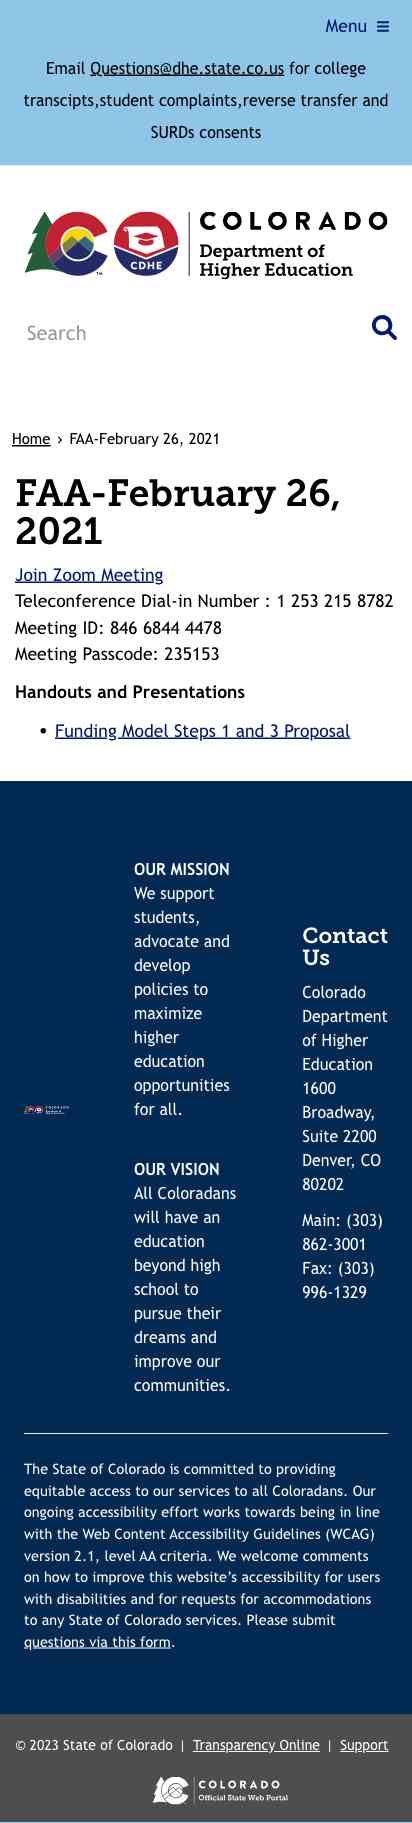 Menu
Email Questions@dhe.state.co.us for college
transcipts,student complaints,reverse transfer and
SURDs consents
CDHE
TM
COLORADO
Department of
Higher Education
Search
Home › FAA-February 26, 2021
FAA-February 26,
2021
Join Zoom Meeting
Teleconference Dial-in Number : 1 253 215 8782
Meeting ID: 846 6844 4478
Meeting Passcode: 235153
Handouts and Presentations
• Funding Model Steps 1 and 3 Proposal
OUR MISSION
We support
students,
advocate and
develop
policies to
maximize
higher
education
opportunities
for all.
OUR VISION
All Coloradans
will have an
education
beyond high
school to
pursue their
dreams and
improve our
communities.
Contact
Us
Colorado
Department
of Higher
Education
1600
Broadway,
Suite 2200
Denver, CO
80202
Main: (303)
862-3001
Fax: (303)
996-1329
The State of Colorado is committed to providing
equitable access to our services to all Coloradans. Our
ongoing accessibility effort works towards being in line
with the Web Content Accessibility Guidelines (WCAG)
version 2.1, level AA criteria. We welcome comments
on how to improve this website’s accessibility for users
with disabilities and for requests for accommodations
to any State of Colorado services. Please submit
questions via this form.
© 2023 State of Colorado | Transparency Online | Support
COLORADO
Official State Web Portal